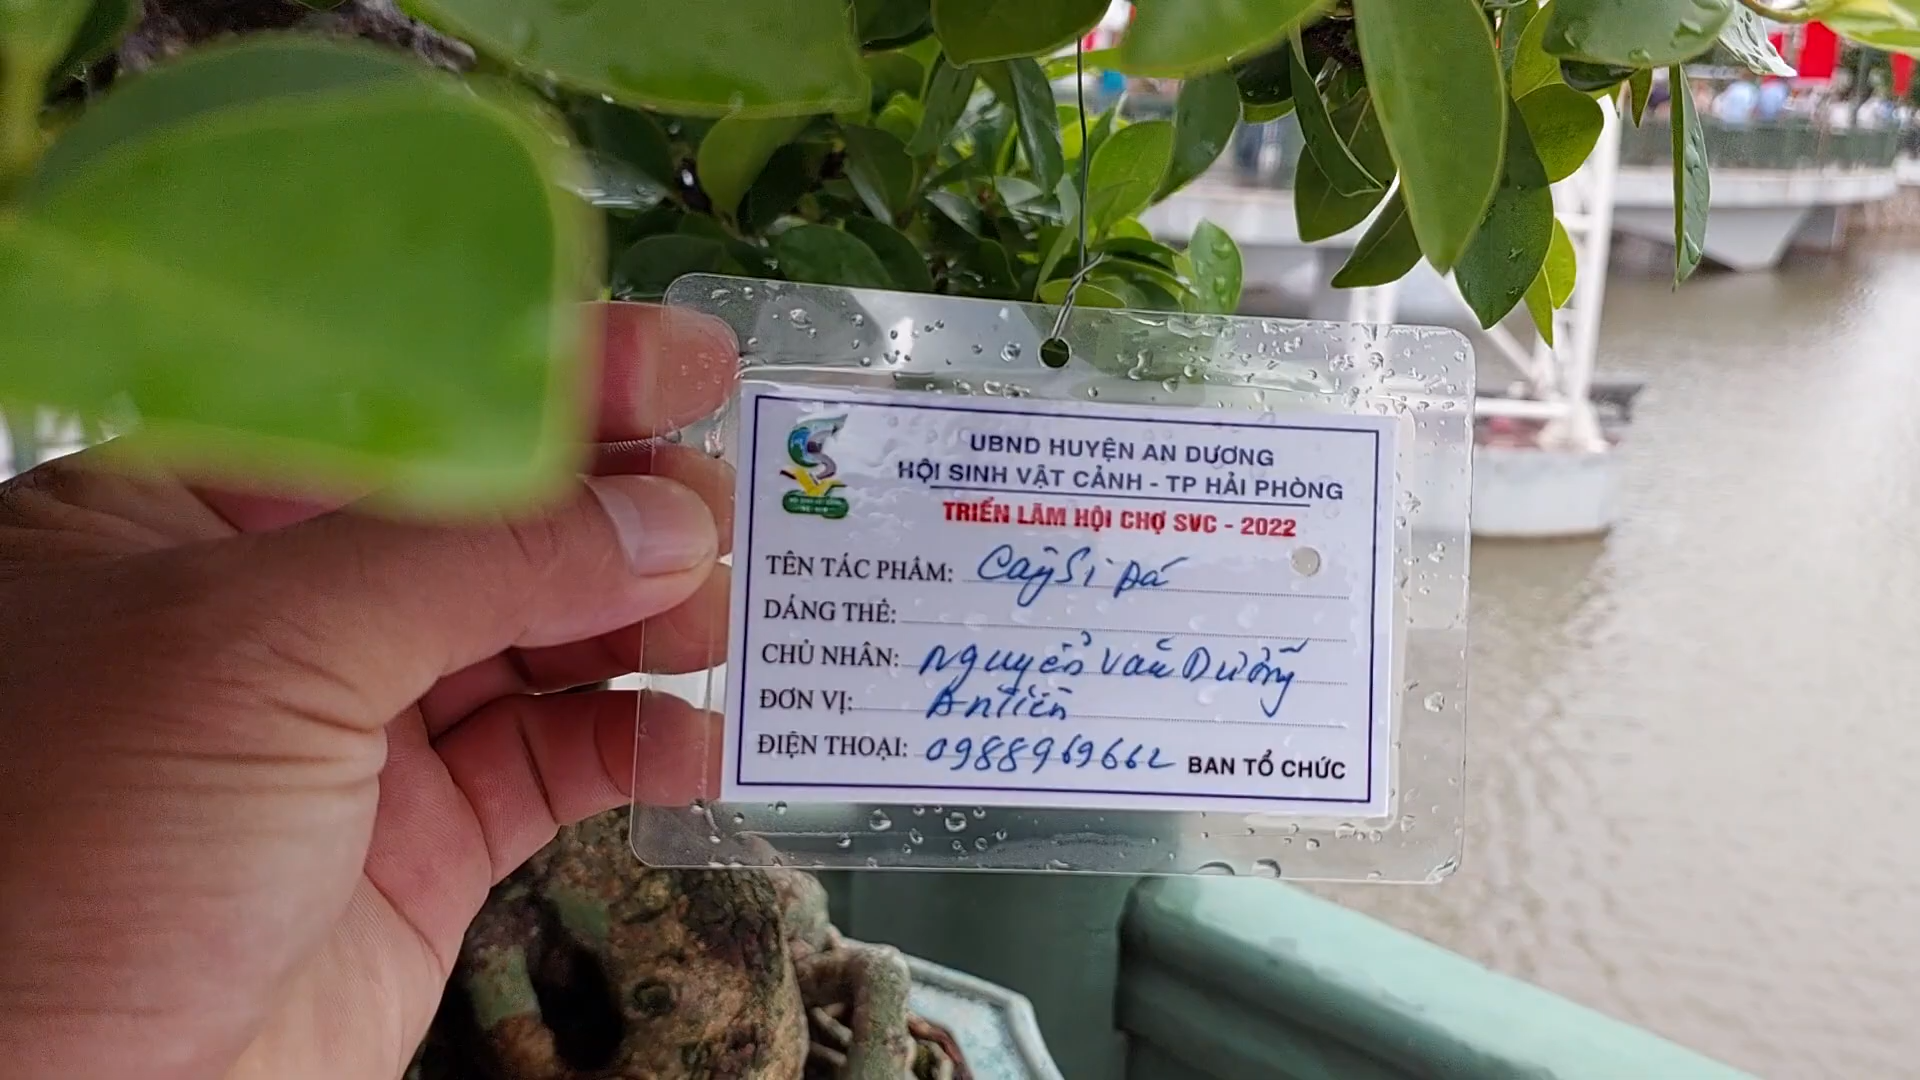 UBND HUYỆN AN DƯƠNG
HỘI SINH VẬT CẢNH - TP HẢI PHÒNG
TRIỂN LÃM HỘI CHỢ SVC - 2022
TÊN TÁC PHẨM: Cây Si Đá
DÁNG THẾ:
CHỦ NHÂN: Nguyễn Văn Dưỡng
ĐƠN VỊ: An Tiến
ĐIỆN THOẠI: 0988969662
BAN TỔ CHỨC